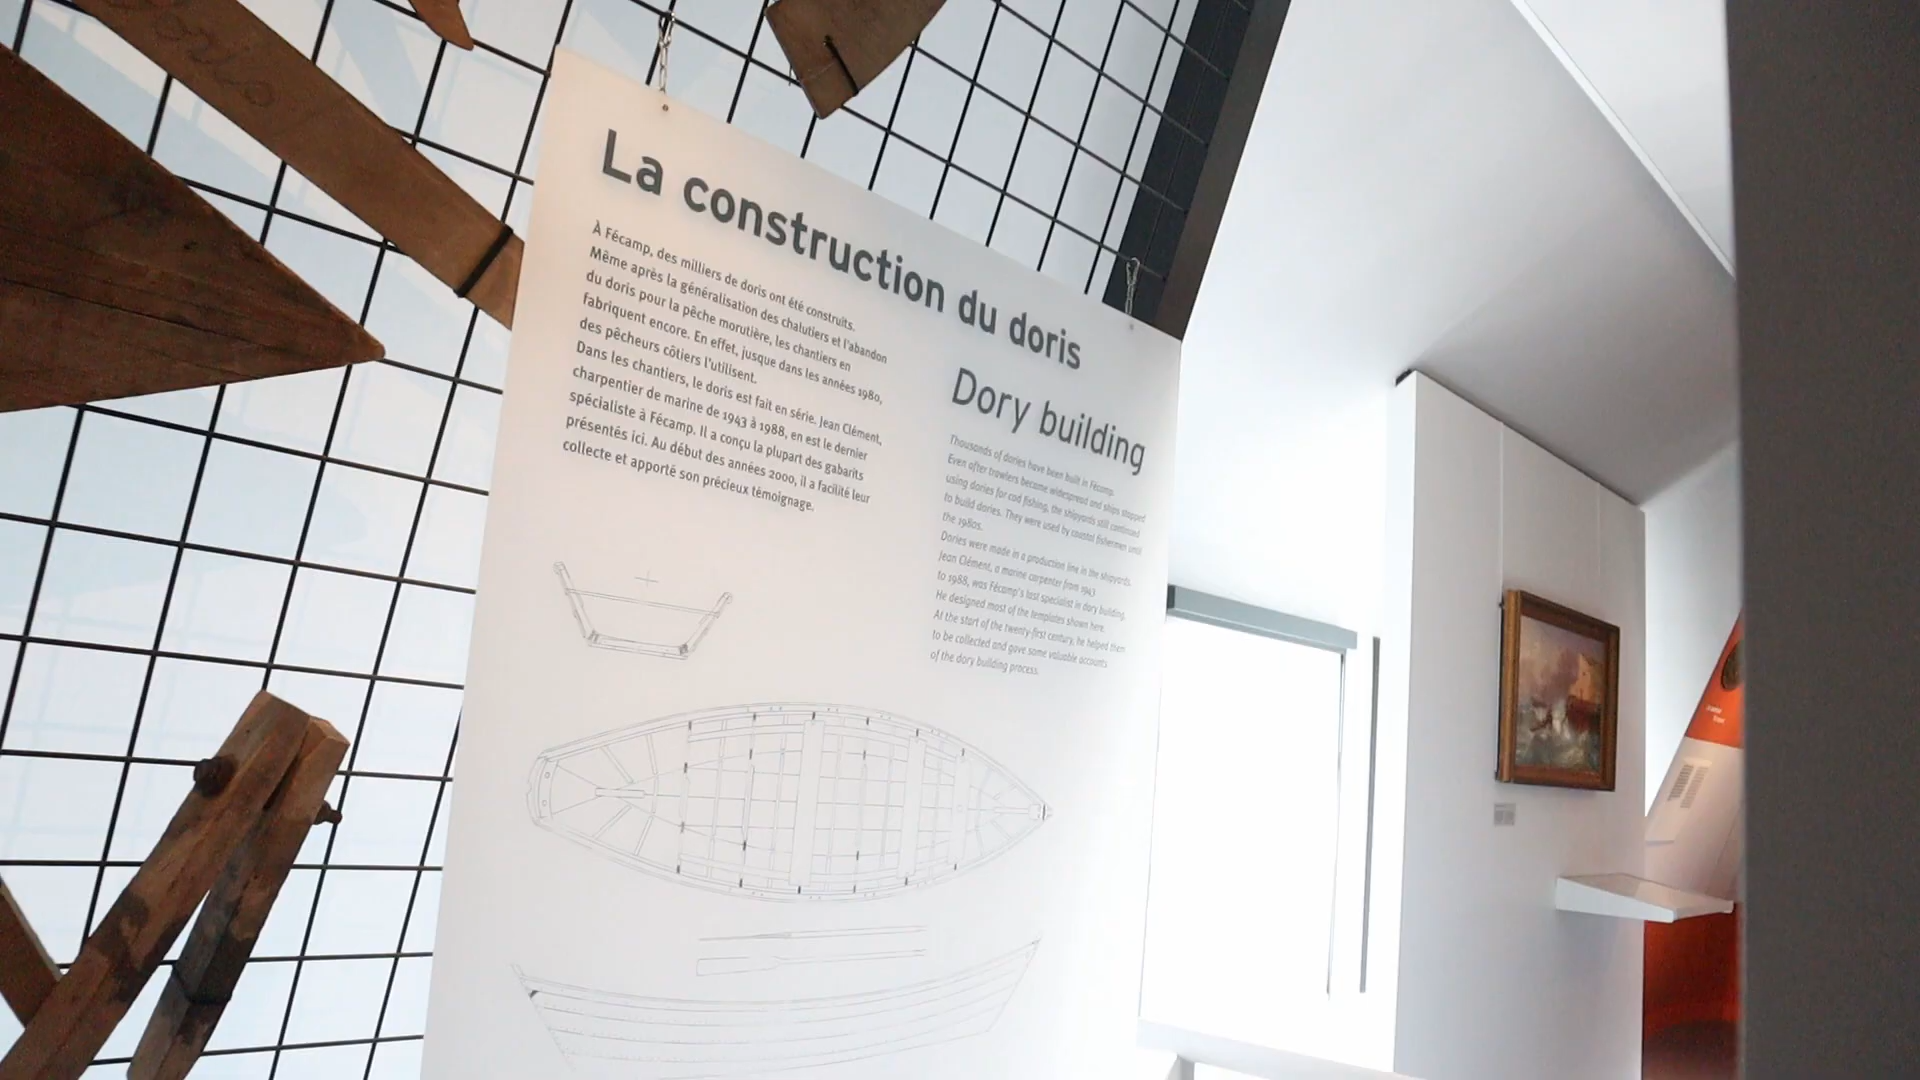 La construction du doris
À Fécamp, des milliers de doris ont été construits.
Même après la généralisation des chalutiers et l'abandon
du doris pour la pêche morutière, les chantiers en
fabriquent encore. En effet, jusque dans les années 1980,
des pêcheurs côtiers l'utilisent.
Dans les chantiers, le doris est fait en série. Jean Clément,
charpentier de marine de 1943 à 1988, en est le dernier
spécialiste à Fécamp. Il a conçu la plupart des gabarits
présentés ici. Au début des années 2000, il a facilité leur
collecte et apporté son précieux témoignage.
Dory building
Thousands of dories have been built in Fécamp.
Even after trawlers became widespread and ships stopped
using dories for cod fishing, the shipyards still continued
to build dories. They were used by coastal fishermen until
the 1980s.
Dories were made in a production line in the shipyards.
Jean Clément, a marine carpenter from 1943
to 1988, was Fécamp's last specialist in dory building.
He designed most of the templates shown here.
At the start of the twenty-first century, he helped them
to be collected and gave some valuable accounts
of the dory building process.